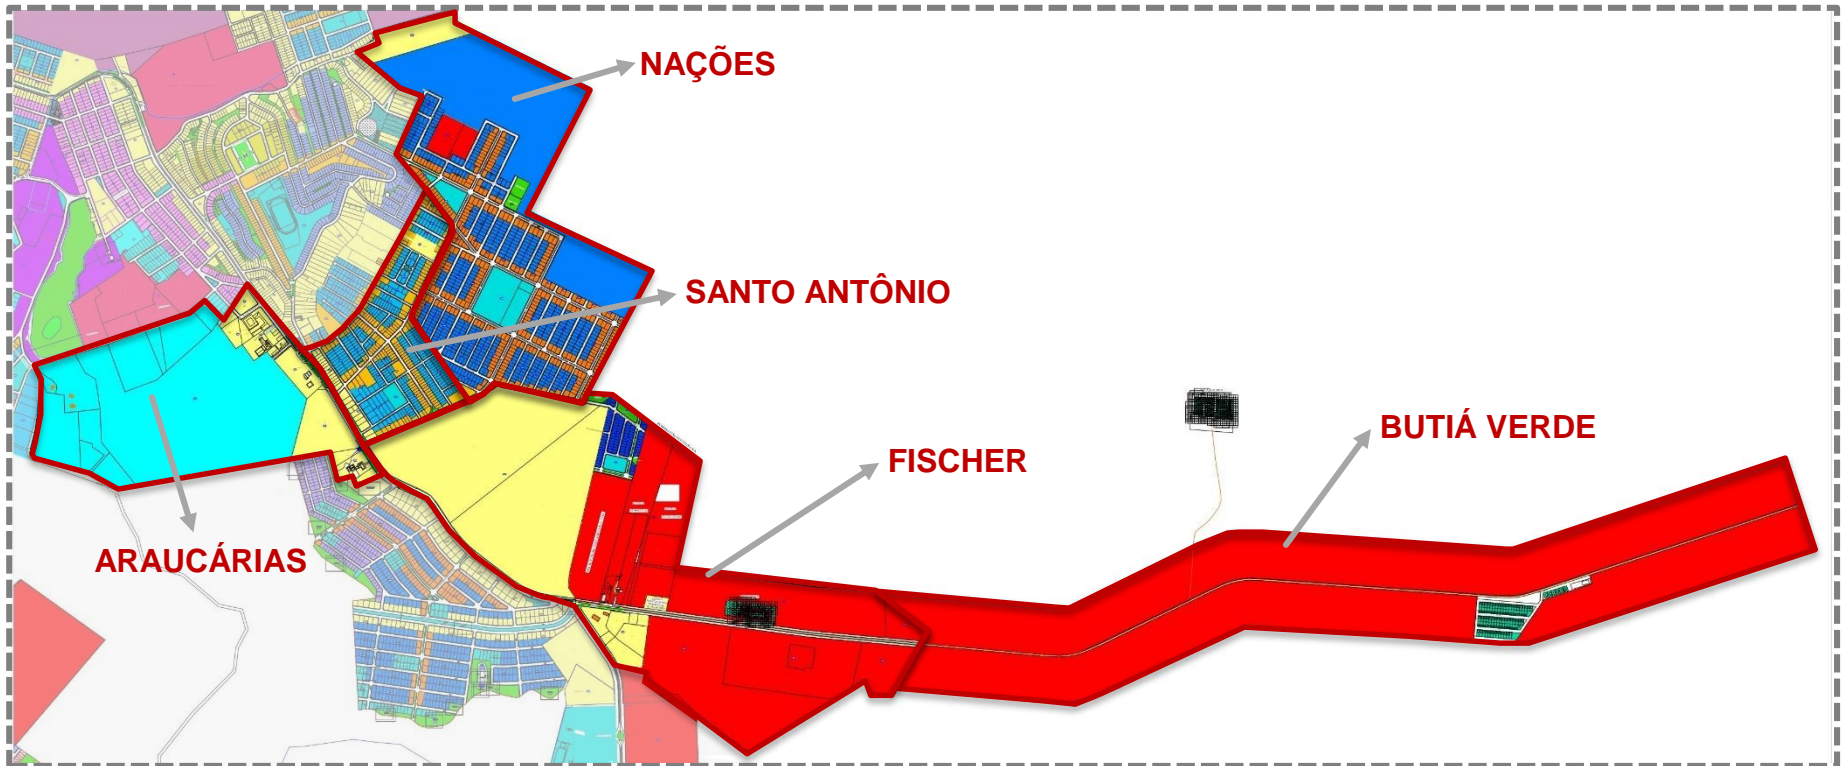 NAÇÕES
SANTO ANTÔNIO
BUTIÁ VERDE
FISCHER
ARAUCÁRIAS